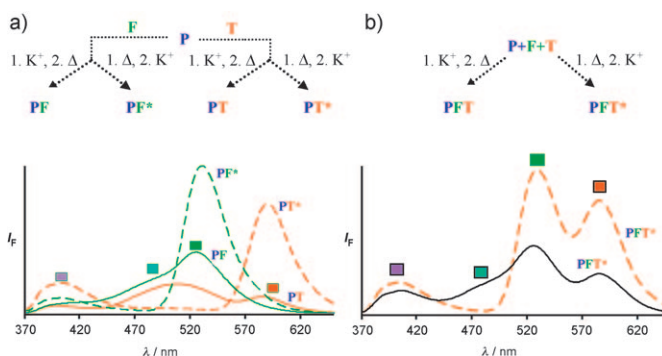 a)
F
P
T
1. K⁺, 2. Δ
1. Δ, 2. K⁺
1. K⁺, 2. Δ
1. Δ, 2. K⁺
PF
PF*
PT
PT*
PF*
PT*
PF
PT
I_F
370 420 470 520 570 620
λ / nm
b)
P+F+T
1. K⁺, 2. Δ
1. Δ, 2. K⁺
PFT
PFT*
PFT*
PFT*
I_F
370 420 470 520 570 620
λ / nm